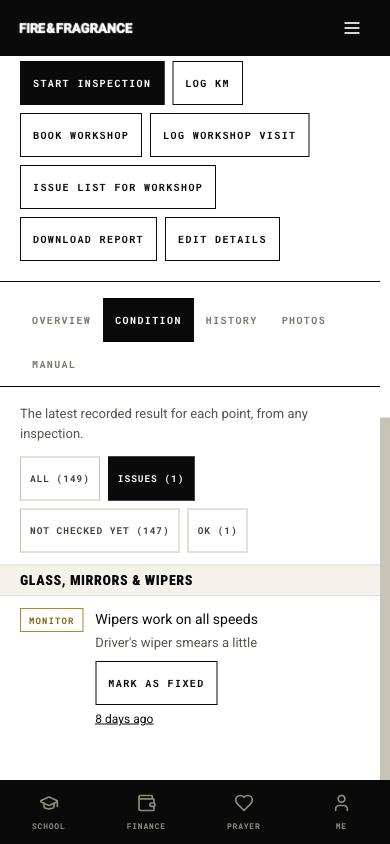 FIRE&FRAGRANCE
START INSPECTION
LOG KM
BOOK WORKSHOP
LOG WORKSHOP VISIT
ISSUE LIST FOR WORKSHOP
DOWNLOAD REPORT
EDIT DETAILS
OVERVIEW
CONDITION
HISTORY
PHOTOS
MANUAL
The latest recorded result for each point, from any
inspection.
ALL (149)
ISSUES (1)
NOT CHECKED YET (147)
OK (1)
GLASS, MIRRORS & WIPERS
MONITOR
Wipers work on all speeds
Driver's wiper smears a little
MARK AS FIXED
8 days ago
SCHOOL
FINANCE
PRAYER
ME